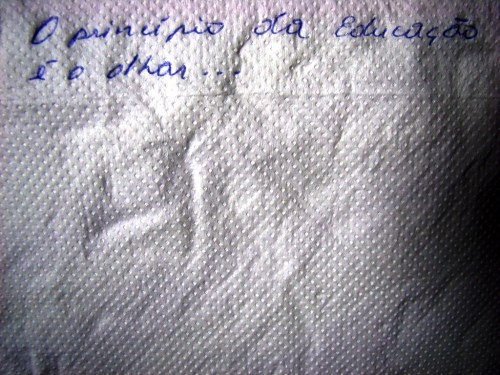 O princípio da Educação
é o olhar...